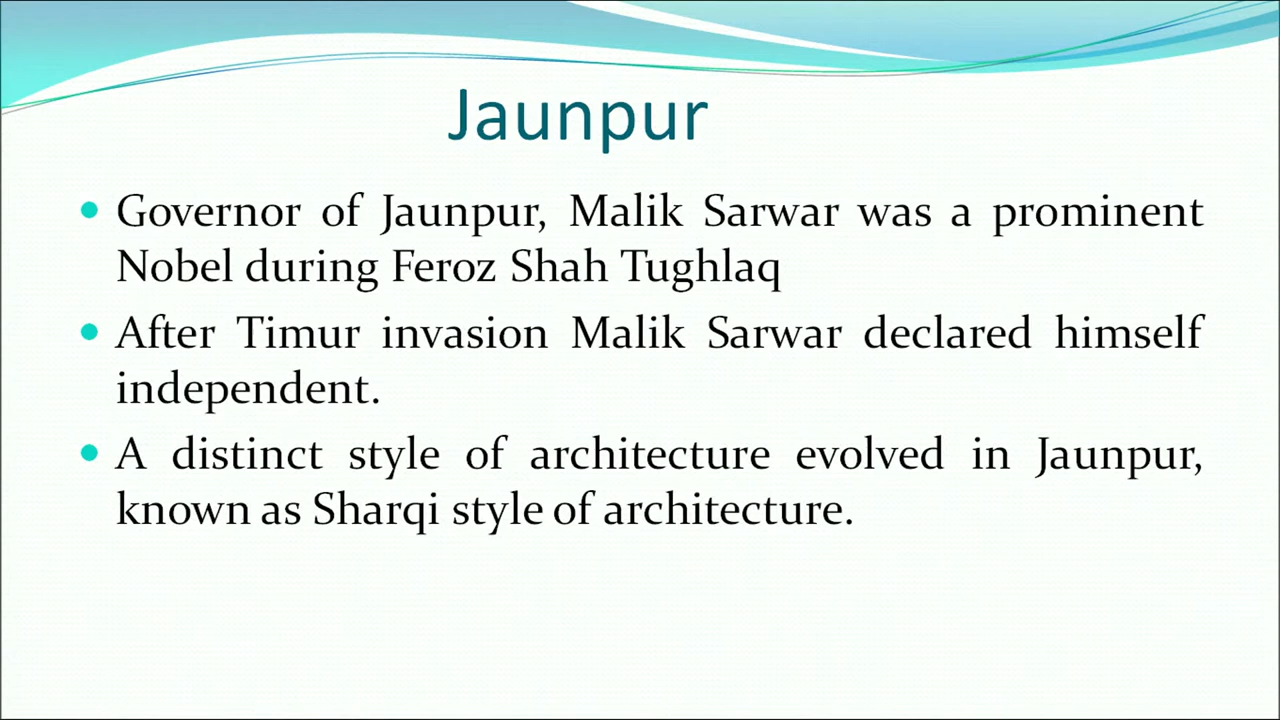 Jaunpur
Governor of Jaunpur, Malik Sarwar was a prominent
Nobel during Feroz Shah Tughlaq
After Timur invasion Malik Sarwar declared himself
independent.
A distinct style of architecture evolved in Jaunpur,
known as Sharqi style of architecture.